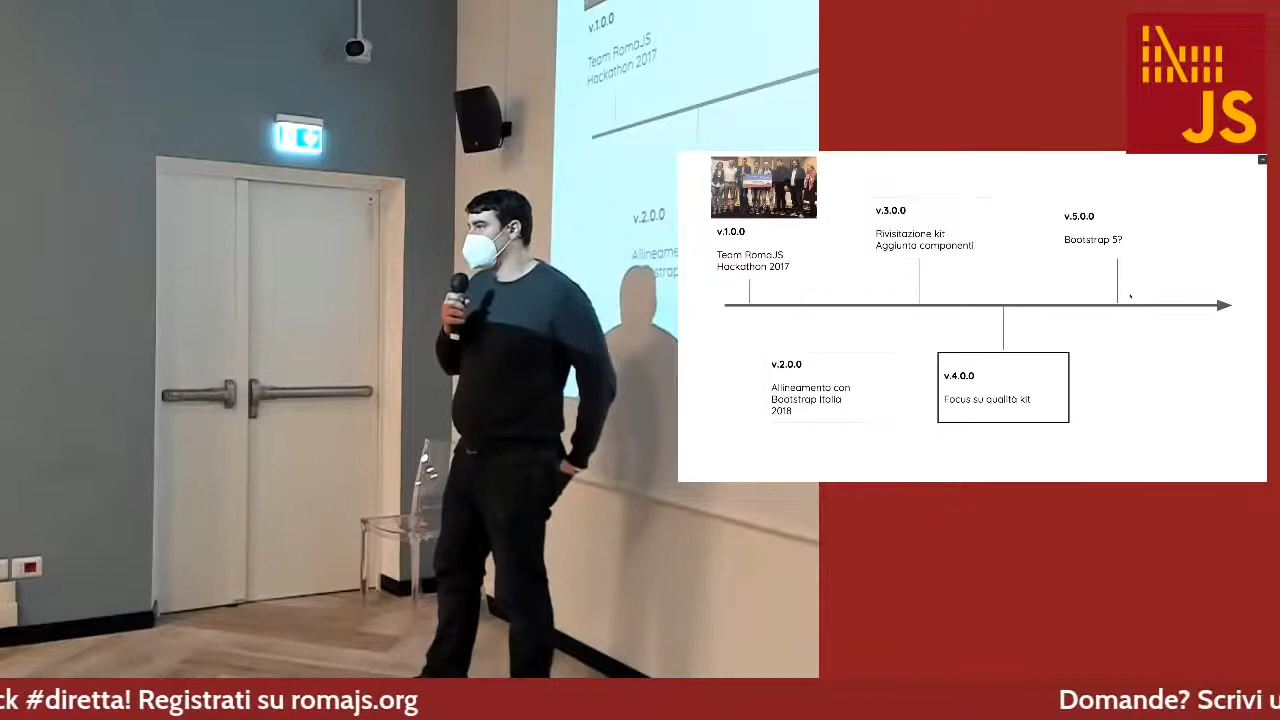 v.1.0.0
Team RomaJS
Hackathon 2017
v.2.0.0
Allineame
JS
v.1.0.0
Team RomaJS
Hackathon 2017
v.3.0.0
Rivisitazione kit
Aggiunta componenti
v.5.0.0
Bootstrap 5?
v.2.0.0
Allineamento con
Bootstrap Italia
2018
v.4.0.0
Focus su qualità kit
ck #diretta! Registrati su romajs.org
Domande? Scrivi u